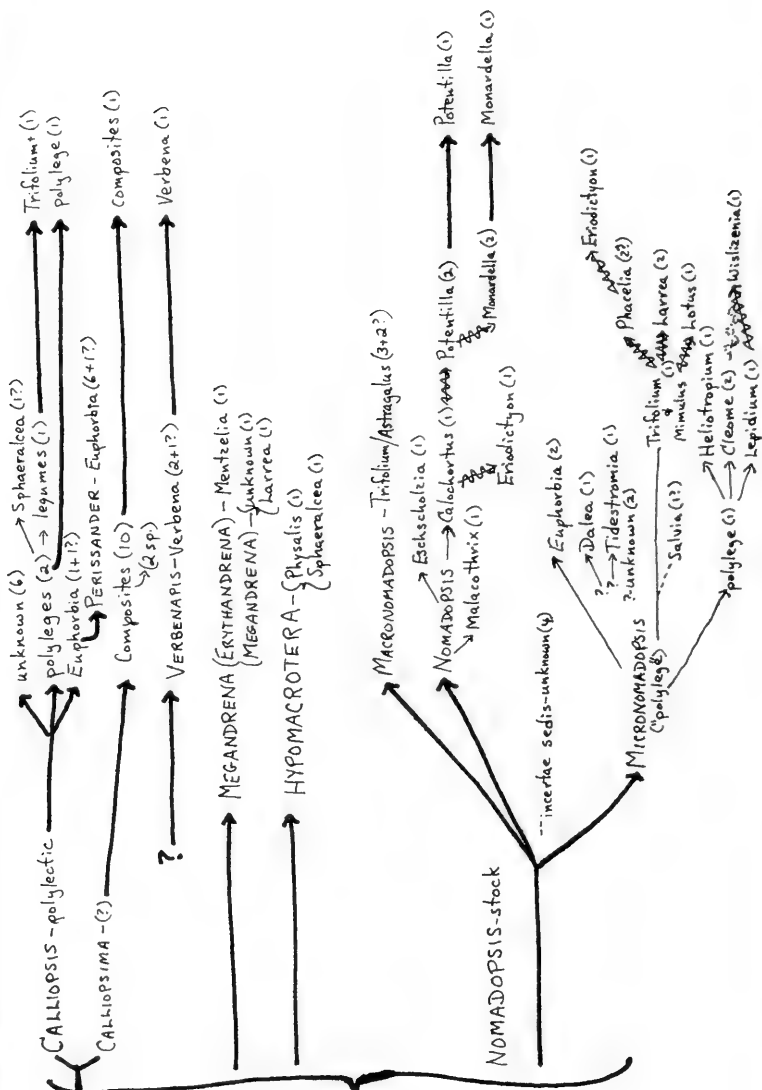 CALLIOPSIS-polylectic
unknown (6)
polyleges (2)
Sphaeralcea (1?)
legumes (1)
Trifolium+ (1)
polylege (1)
Euphorbia (1+1?)
PERISSANDER-Euphorbia (6+1?)
CALLIOPSIMA-(?)
Composites (10)
(2 sp.)
Composites (1)
?
VERBENAPIS-Verbena (2+1?)
Verbena (1)
MEGANDRENA
(ERYTHANDRENA)-Mentzelia (1)
(MEGANDRENA)-
unknown (1)
Larrea (1)
HYPOMACROTERA-
Physalis (1)
Sphaeralcea (1)
NOMADOPSIS-stock
MACRONOMADOPSIS-Trifolium/Astragalus (3+2?)
NOMADOPSIS
Eschscholzia (1)
Calochortus (1)
Malacothrix (1)
Potentilla (2)
Potentilla (1)
Monardella (2)
Monardella (1)
Eriodictyon (1)
---incertae sedis-unknown (4)
MICRONOMADOPSIS
("polylege")
Euphorbia (2)
Dalea (1)
?
Tidestromia (1)
?-unknown (2)
Trifolium (1)
&
Mimulus
Phacelia (2?)
Eriodictyon (1)
Larrea (2)
Lotus (1)
Salvia (1?)
polylege (1)
Heliotropium (1)
Cleome (2)
Wislizenia (1)
Lepidium (1)